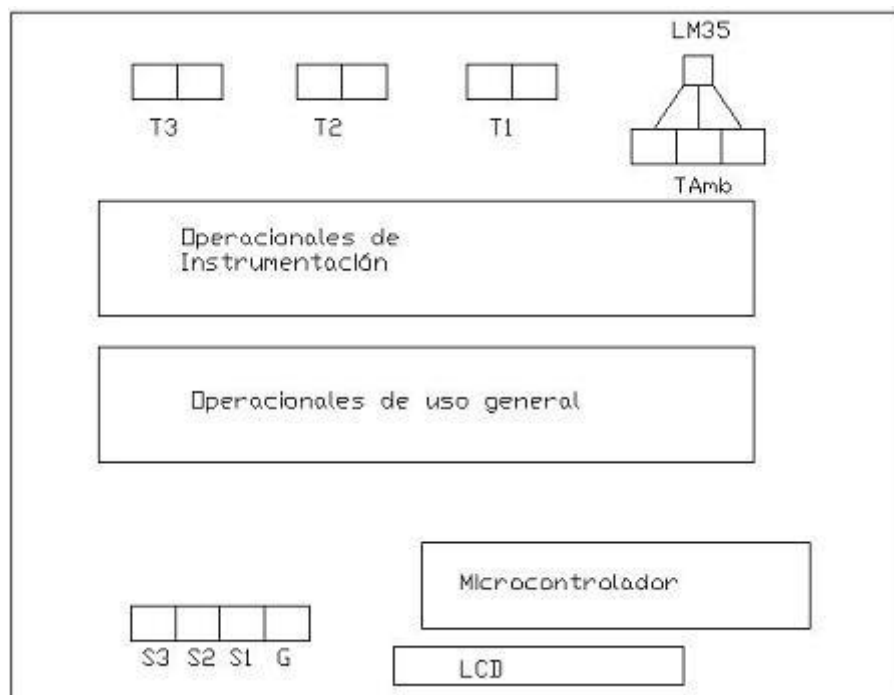 LM35
T3 T2 T1
TAmb
Operacionales de
Instrumentación
Operacionales de uso general
Microcontrolador
S3 S2 S1 G
LCD